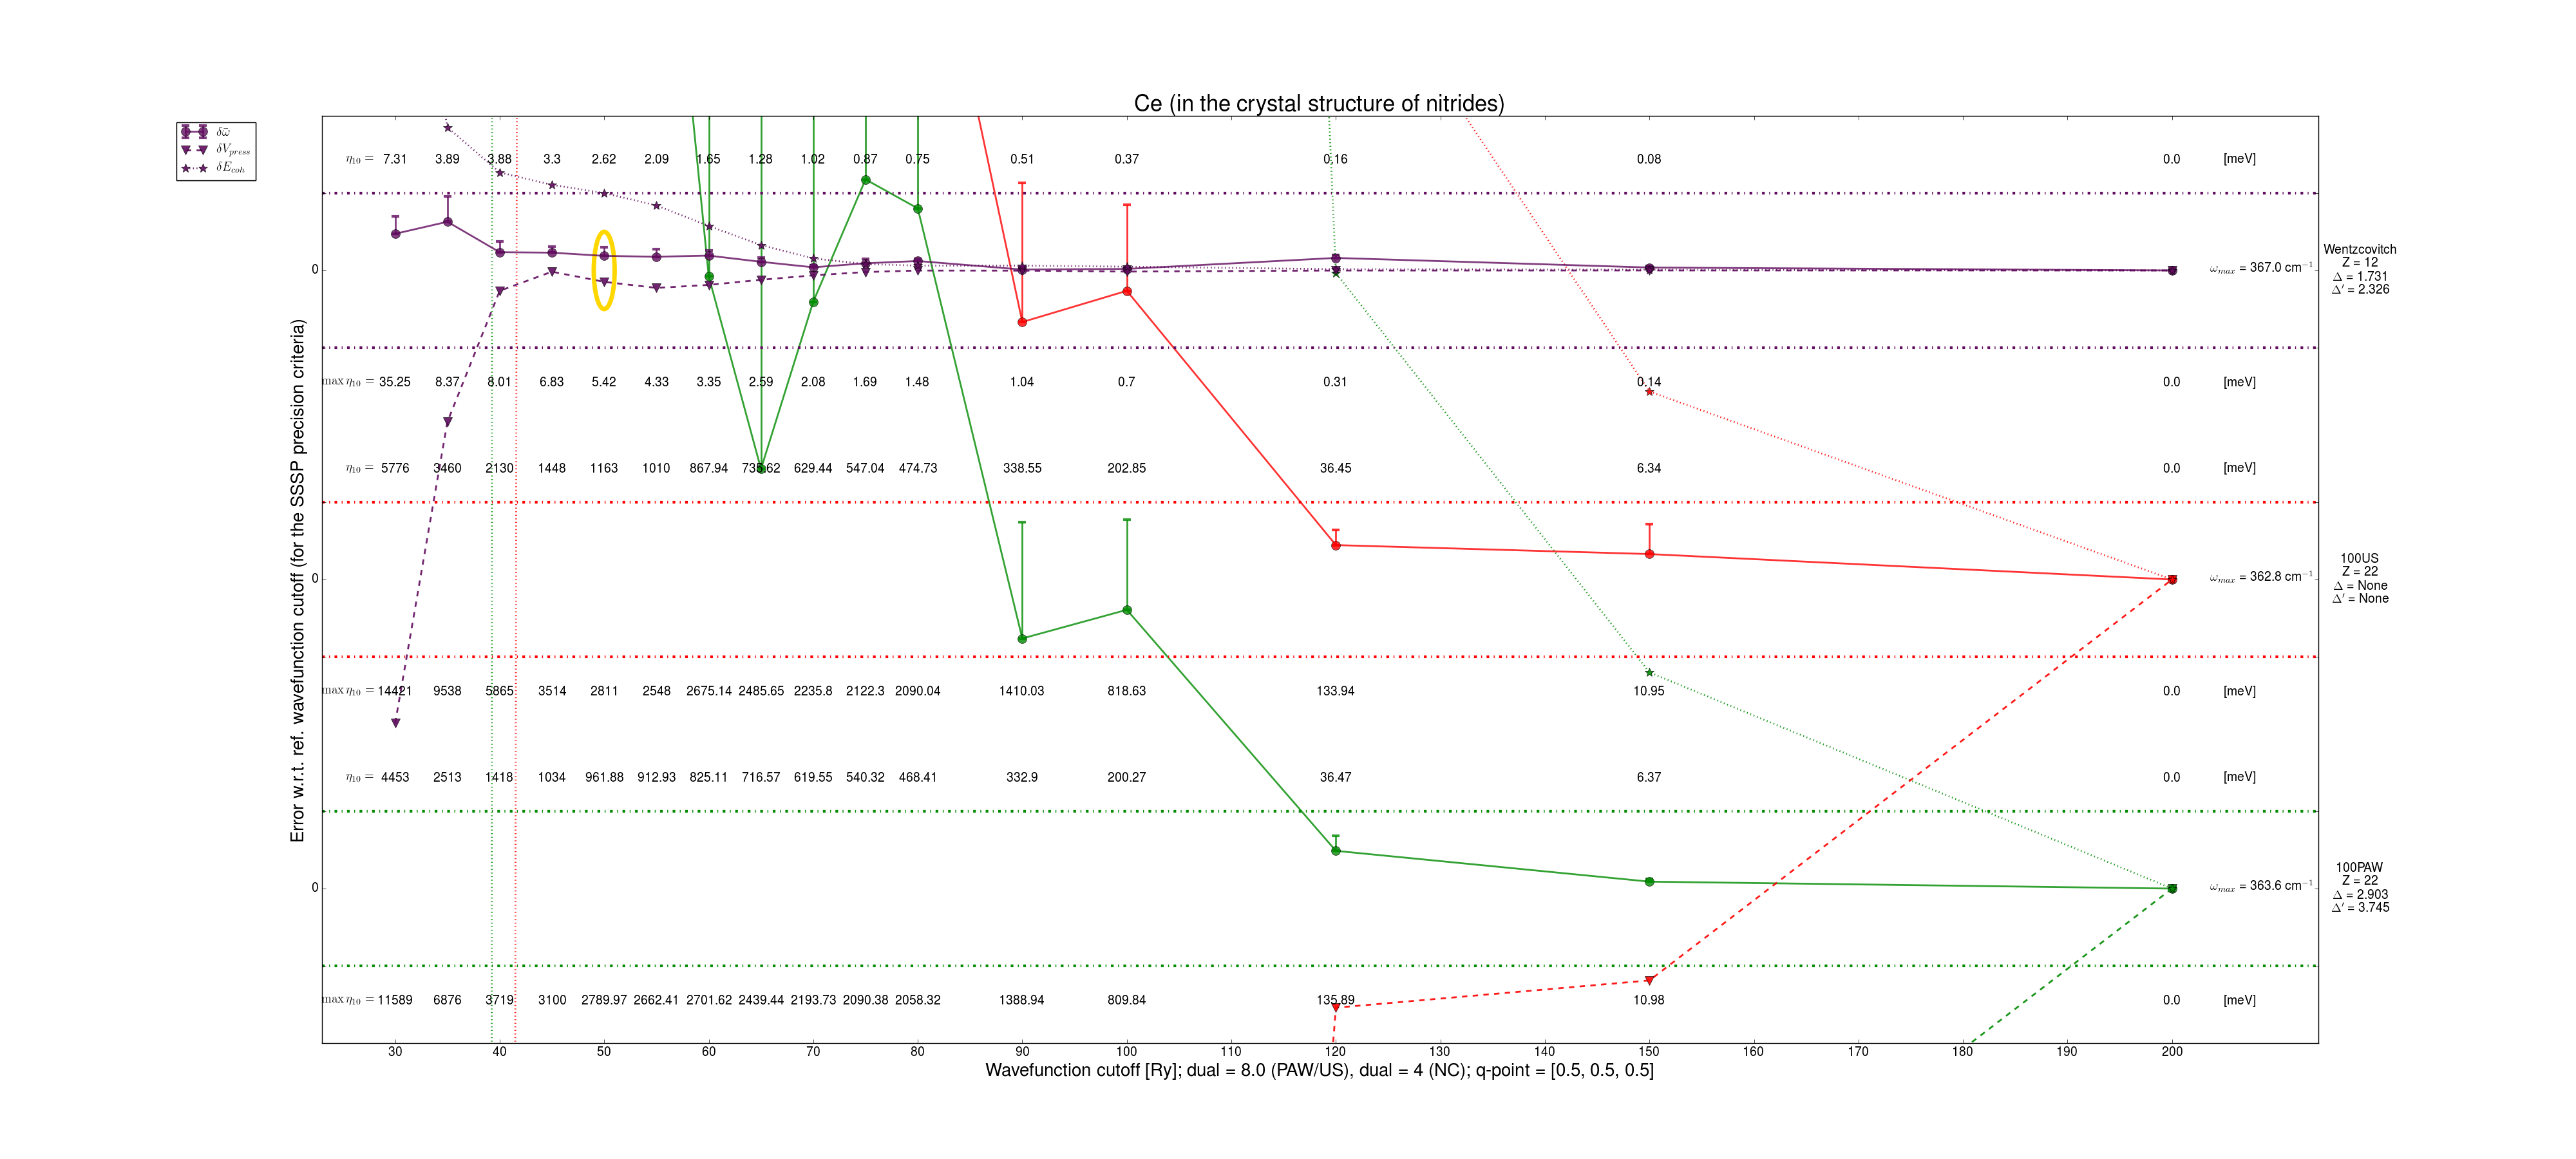 Ce (in the crystal structure of nitrides)
δω̄
δV_press
δE_coh
η₁₀ = 7.31 3.89 3.88 3.3 2.62 2.09 1.65 1.28 1.02 0.87 0.75 0.51 0.37 0.16 0.08 0.0 [meV]
0
ω_max = 367.0 cm⁻¹
Wentzcovitch
Z = 12
Δ = 1.731
Δ′ = 2.326
max η₁₀ = 35.25 8.37 8.01 6.83 5.42 4.33 3.35 2.59 2.08 1.69 1.48 1.04 0.7 0.31 0.14 0.0 [meV]
η₁₀ = 5776 3460 2130 1448 1163 1010 867.94 629.44 547.04 474.73 338.55 202.85 36.45 6.34 0.0 [meV]
0
ω_max = 362.8 cm⁻¹
100US
Z = 22
Δ = None
Δ′ = None
max η₁₀ = 14421 9538 5865 3514 2811 2548 2675.14 2485.65 2235.8 2122.3 2090.04 1410.03 818.63 133.94 10.95 0.0 [meV]
η₁₀ = 4453 2513 1418 1034 961.88 912.93 825.11 716.57 619.55 540.32 468.41 332.9 200.27 36.47 6.37 0.0 [meV]
0
ω_max = 363.6 cm⁻¹
100PAW
Z = 22
Δ = 2.903
Δ′ = 3.745
max η₁₀ = 11589 6876 3719 3100 2789.97 2662.41 2701.62 2439.44 2193.73 2090.38 2058.32 1388.94 809.84 135.89 10.98 0.0 [meV]
30 40 50 60 70 80 90 100 110 120 130 140 150 160 170 180 190 200
Wavefunction cutoff [Ry]; dual = 8.0 (PAW/US), dual = 4 (NC); q-point = [0.5, 0.5, 0.5]
Error w.r.t. ref. wavefunction cutoff (for the SSSP precision criteria)